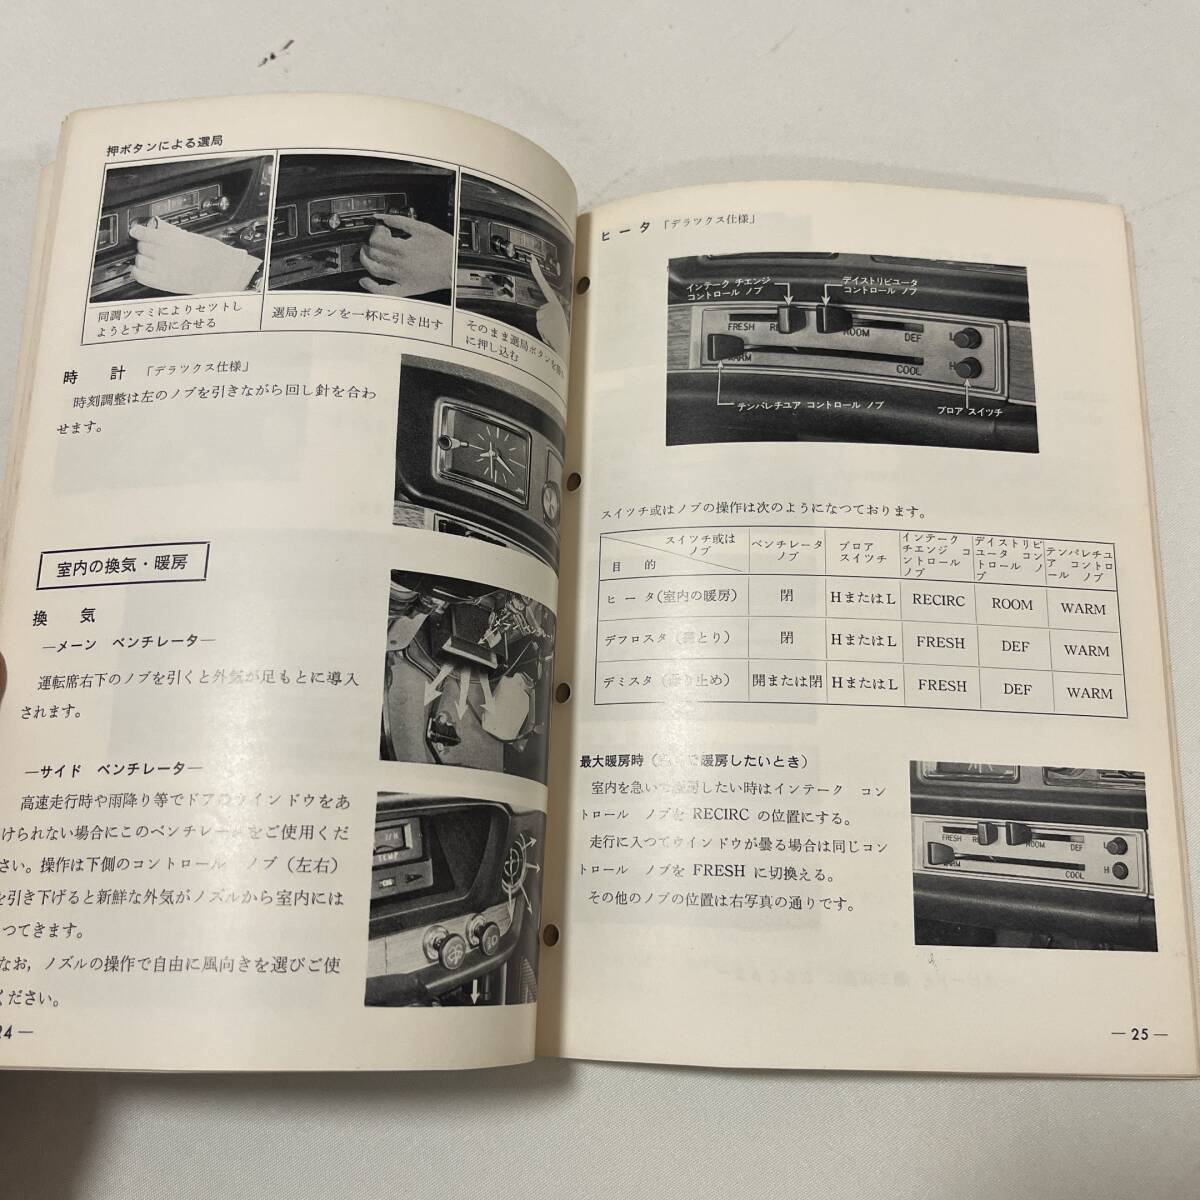 押ボタンによる選局
同調ツマミによりセツトし
ようとする局に合せる
選局ボタンを一杯に引き出す
そのまま選局ボタンを
に押し込む
時 計 「デラツクス仕様」
時刻調整は左のノブを引きながら回し針を合わ
せます。
室内の換気・暖房
換 気
―メーン ベンチレータ―
運転席右下のノブを引くと外気が足もとに導入
されます。
―サイド ベンチレータ―
高速走行時や雨降り等でドアのウインドウをあ
けられない場合にこのベンチレータをご使用くだ
さい。操作は下側のコントロール ノブ(左右)
を引き下げると新鮮な外気がノズルから室内には
つてきます。
なお,ノズルの操作で自由に風向きを選びご使
ください。
TEMP
24―
ヒータ 「デラツクス仕様」
インテーク チエンジ
コントロール ノブ
デイストリビユータ
コントロール ノブ
FRESH
ROOM
DEF
L
WARM
COOL
H
テンパレチユア コントロール ノブ
ブロア スイツチ
スイツチ或はノブの操作は次のようになつております。
スイツチ或は
ノブ
目 的
ベンチレータ
ノブ
ブロア
スイツチ
インテーク
チエンジ コ
ントロール
ノブ
デイストリビ
ユータ コン
トロール ノ
ブ
テンパレチユ
ア コントロ
ール ノブ
ヒータ(室内の暖房) 閉 HまたはL RECIRC ROOM WARM
デフロスタ(とり) 閉 HまたはL FRESH DEF WARM
デミスタ(曇り止め) 開または閉 HまたはL FRESH DEF WARM
最大暖房時(暖房したいとき)
室内を急いで暖房したい時はインテーク コン
トロール ノブを RECIRC の位置にする。
走行に入つてウインドウが曇る場合は同じコン
トロール ノブを FRESH に切換える。
その他のノブの位置は右写真の通りです。
FRESH
ROOM
DEF
L
WARM
COOL
H
― 25 ―